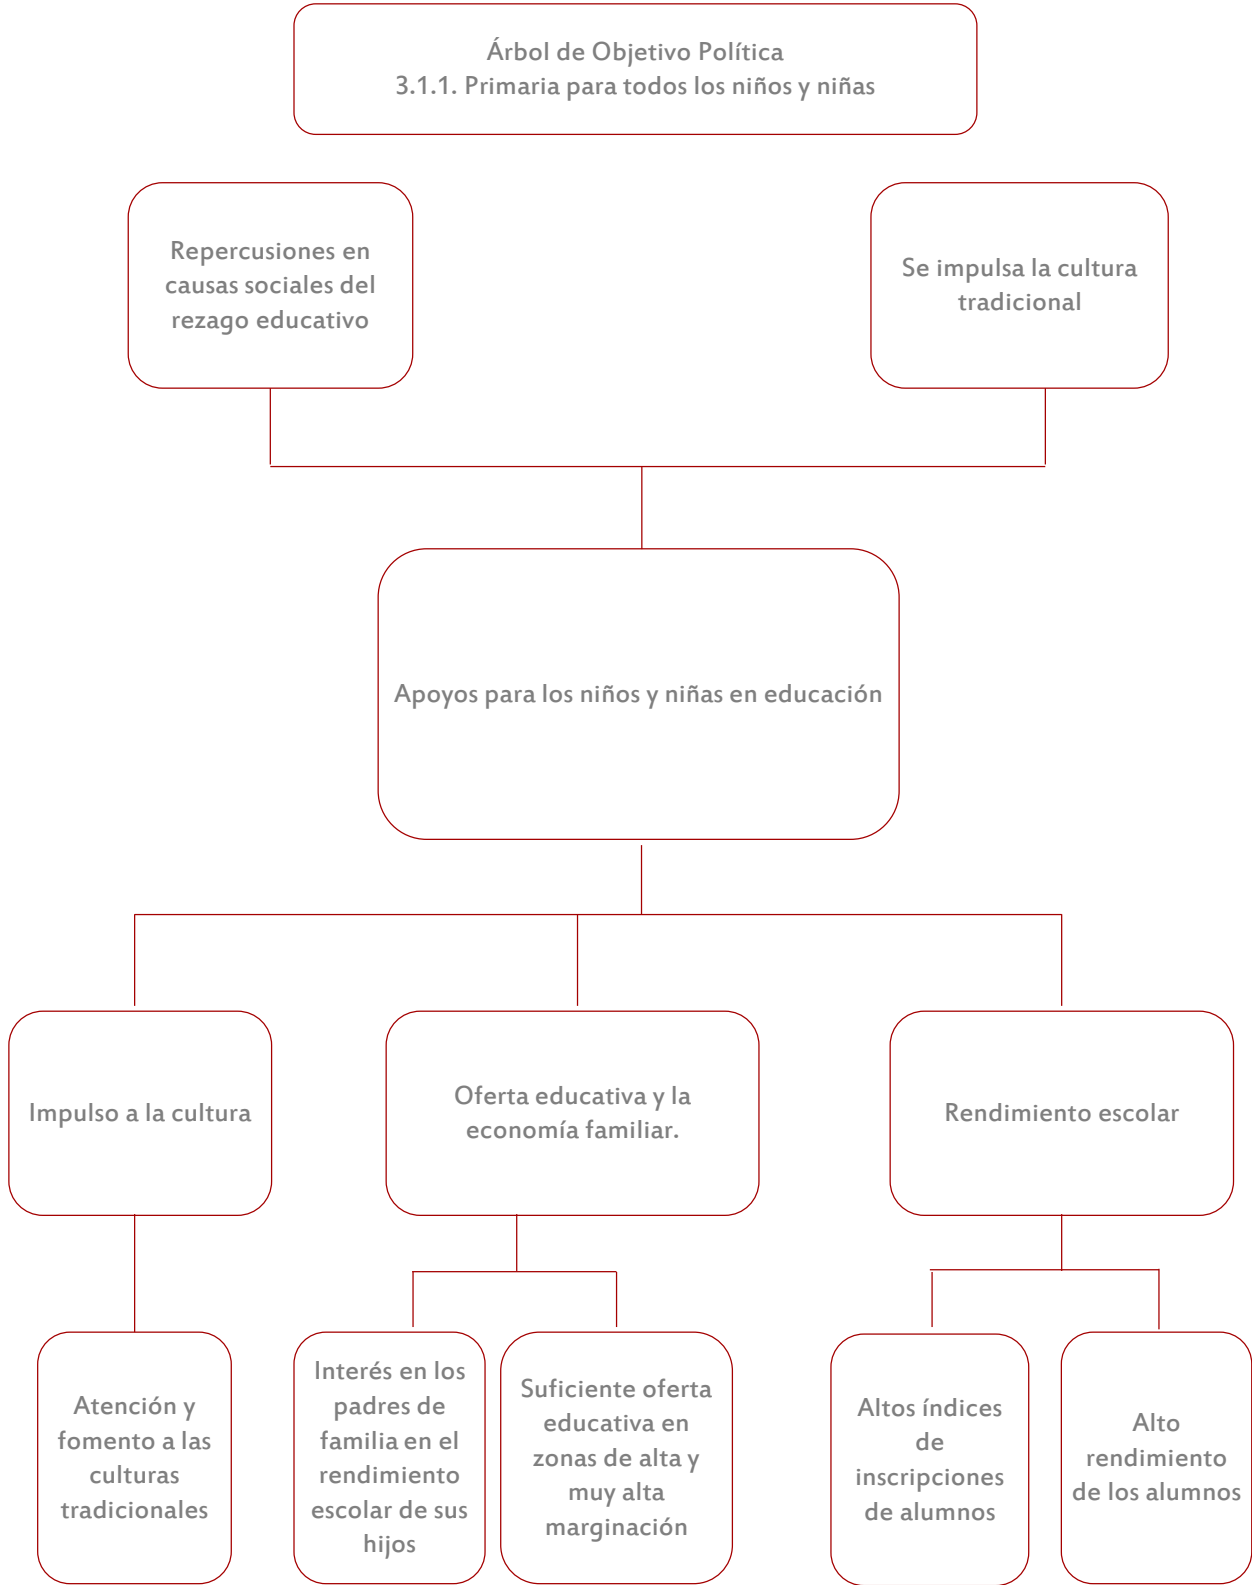 Árbol de Objetivo Política
3.1.1. Primaria para todos los niños y niñas
Repercusiones en
causas sociales del
rezago educativo
Se impulsa la cultura
tradicional
Apoyos para los niños y niñas en educación
Impulso a la cultura
Oferta educativa y la
economía familiar.
Rendimiento escolar
Atención y
fomento a las
culturas
tradicionales
Interés en los
padres de
familia en el
rendimiento
escolar de sus
hijos
Suficiente oferta
educativa en
zonas de alta y
muy alta
marginación
Altos índices
de
inscripciones
de alumnos
Alto
rendimiento
de los alumnos